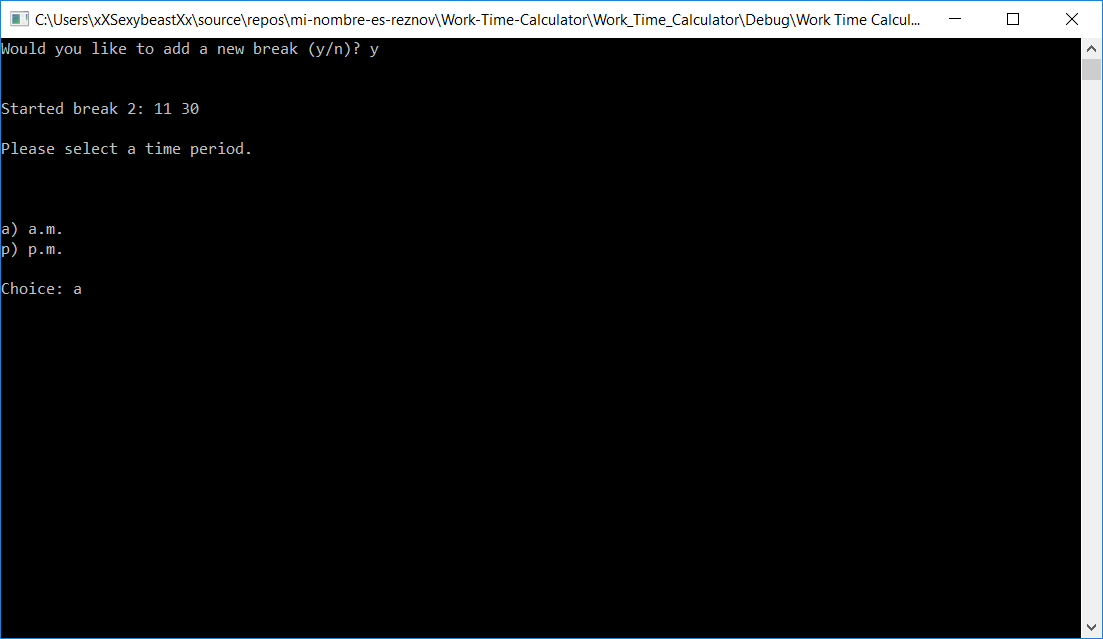 C:\Users\xXSexybeastXx\source\repos\mi-nombre-es-reznov\Work-Time-Calculator\Work_Time_Calculator\Debug\Work Time Calcul...
Would you like to add a new break (y/n)? y
Started break 2: 11 30
Please select a time period.
a) a.m.
p) p.m.
Choice: a